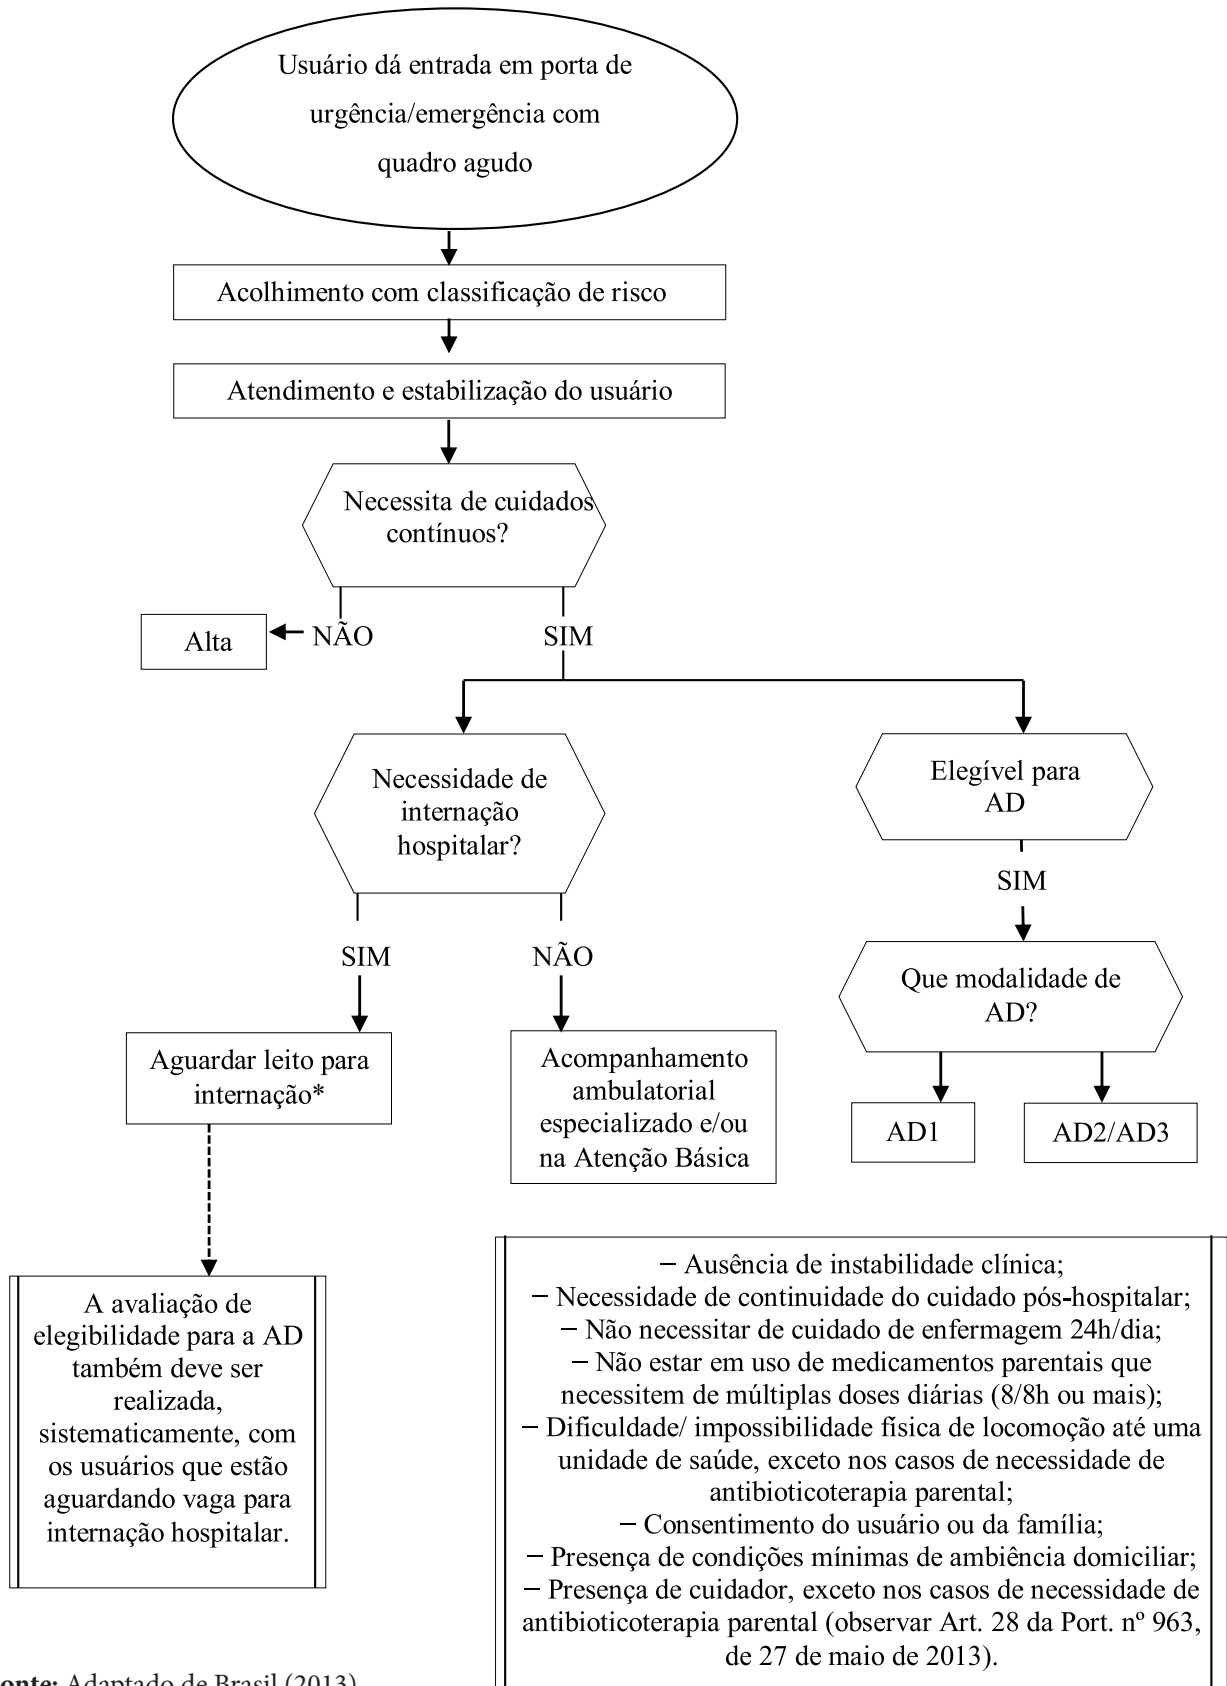 Usuário dá entrada em porta de
urgência/emergência com
quadro agudo
Acolhimento com classificação de risco
Atendimento e estabilização do usuário
Necessita de cuidados
contínuos?
Alta
NÃO
SIM
Necessidade de
internação
hospitalar?
Elegível para
AD
SIM
SIM
NÃO
Que modalidade de
AD?
Aguardar leito para
internação*
Acompanhamento
ambulatorial
especializado e/ou
na Atenção Básica
AD1
AD2/AD3
A avaliação de
elegibilidade para a AD
também deve ser
realizada,
sistematicamente, com
os usuários que estão
aguardando vaga para
internação hospitalar.
– Ausência de instabilidade clínica;
– Necessidade de continuidade do cuidado pós-hospitalar;
– Não necessitar de cuidado de enfermagem 24h/dia;
– Não estar em uso de medicamentos parentais que
necessitem de múltiplas doses diárias (8/8h ou mais);
– Dificuldade/ impossibilidade física de locomoção até uma
unidade de saúde, exceto nos casos de necessidade de
antibioticoterapia parental;
– Consentimento do usuário ou da família;
– Presença de condições mínimas de ambiência domiciliar;
– Presença de cuidador, exceto nos casos de necessidade de
antibioticoterapia parental (observar Art. 28 da Port. nº 963,
de 27 de maio de 2013).
onte: Adaptado de Brasil (2013)